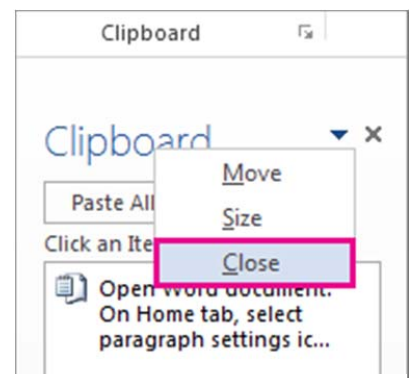 Clipboard
Clipboard
Move
Paste All
Size
Click an Ite
Close
Open Word document.
On Home tab, select
paragraph settings ic...